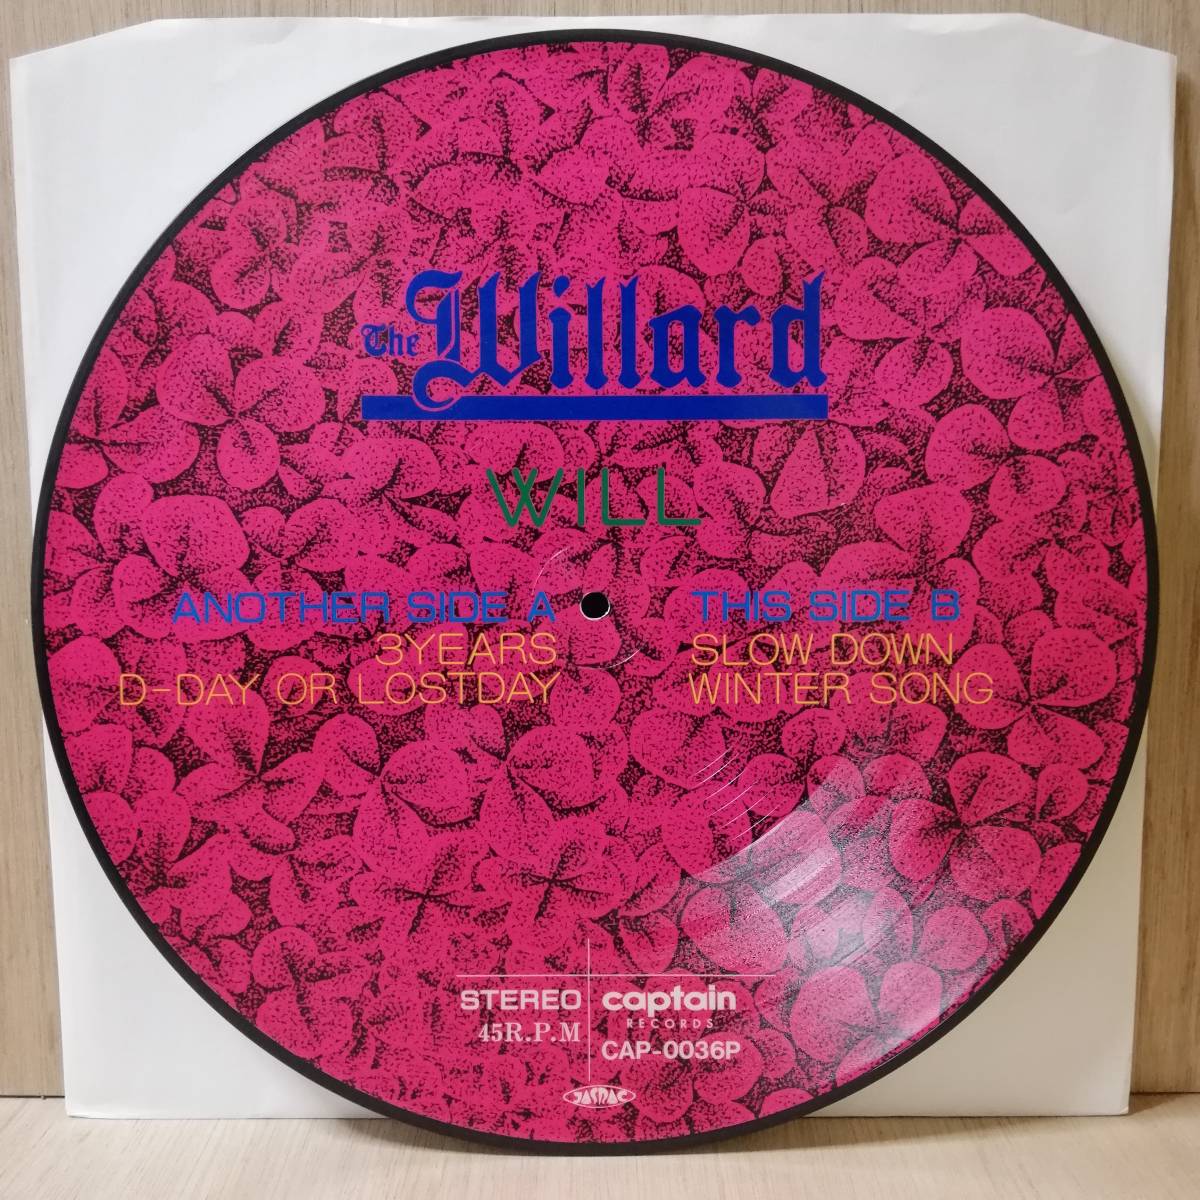 The Willard
WILL
ANOTHER SIDE A
3YEARS
D-DAY OR LOSTDAY
THIS SIDE B
SLOW DOWN
WINTER SONG
STEREO
45R.P.M
captain
RECORDS
CAP-0036P
JASRAC